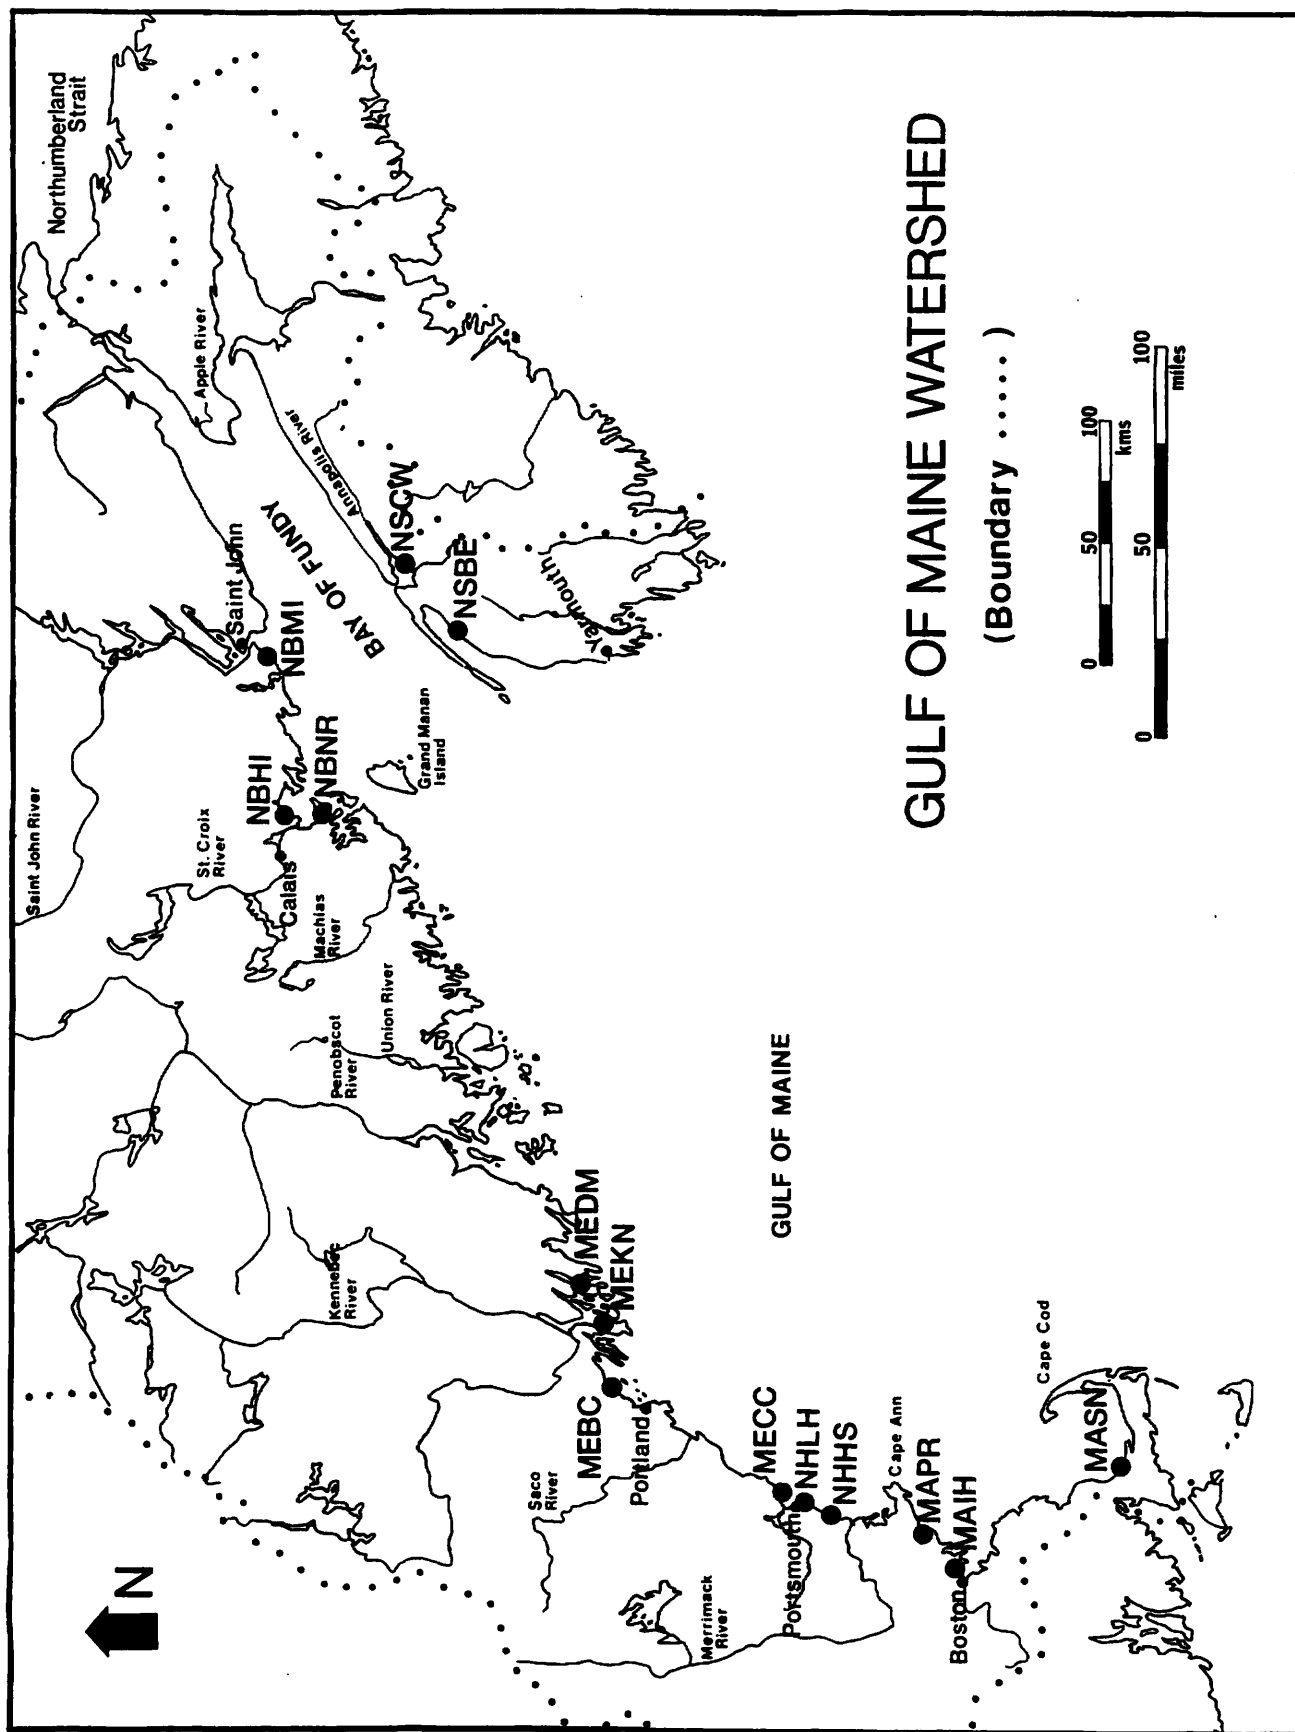 N
Northumberland
Strait
Saint John River
Apple River
Saint John
NBMI
BAY OF FUNDY
Annapolis River
NSCW
NSBE
Yarmouth
St. Croix
River
NBHI
NBNR
Calais
Machias
River
Grand Manan
Island
Penobscot
River
Union River
Kennebec
River
MEDM
MEKN
MEBC
Portland
Saco
River
GULF OF MAINE
MECC
NHLH
NHHS
Portsmouth
Merrimack
River
Cape Ann
MAPR
MAIH
Boston
Cape Cod
MASN
GULF OF MAINE WATERSHED
(Boundary ...... )
0 50 100
kms
0 50 100
miles